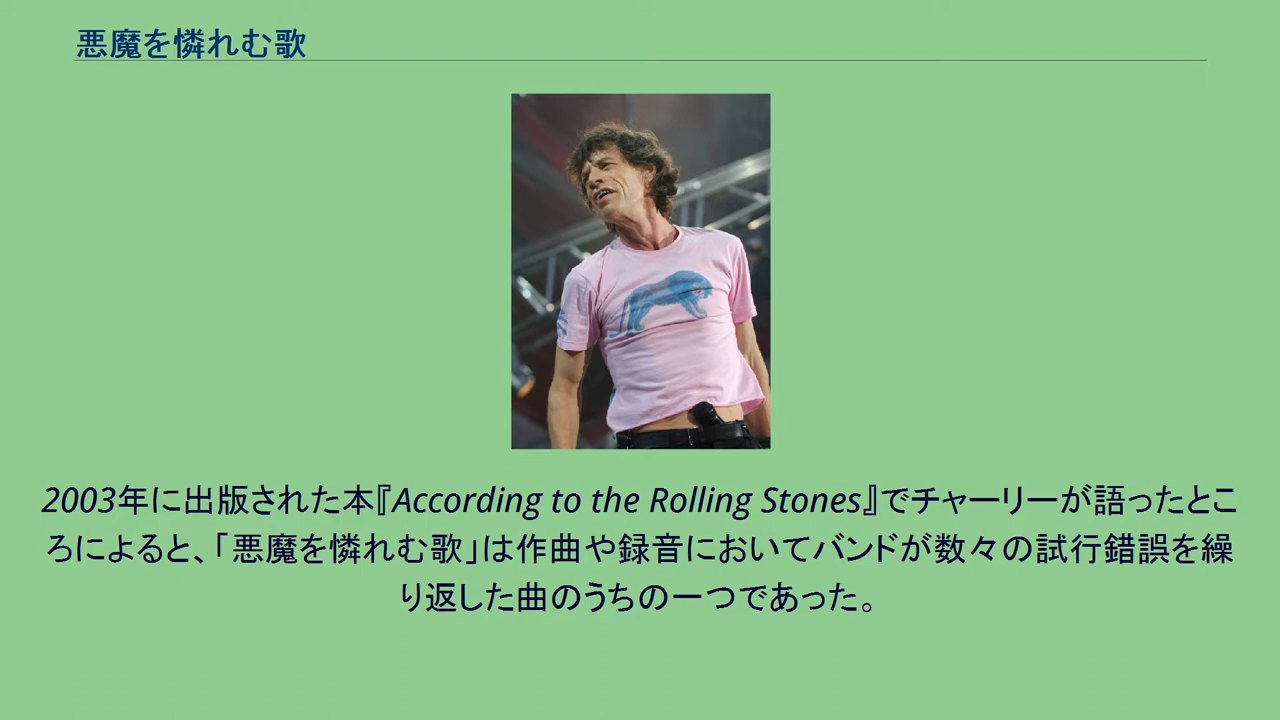 悪魔を憐れむ歌
2003年に出版された本『According to the Rolling Stones』でチャーリーが語ったとこ
ろによると、「悪魔を憐れむ歌」は作曲や録音においてバンドが数々の試行錯誤を繰
り返した曲のうちの一つであった。